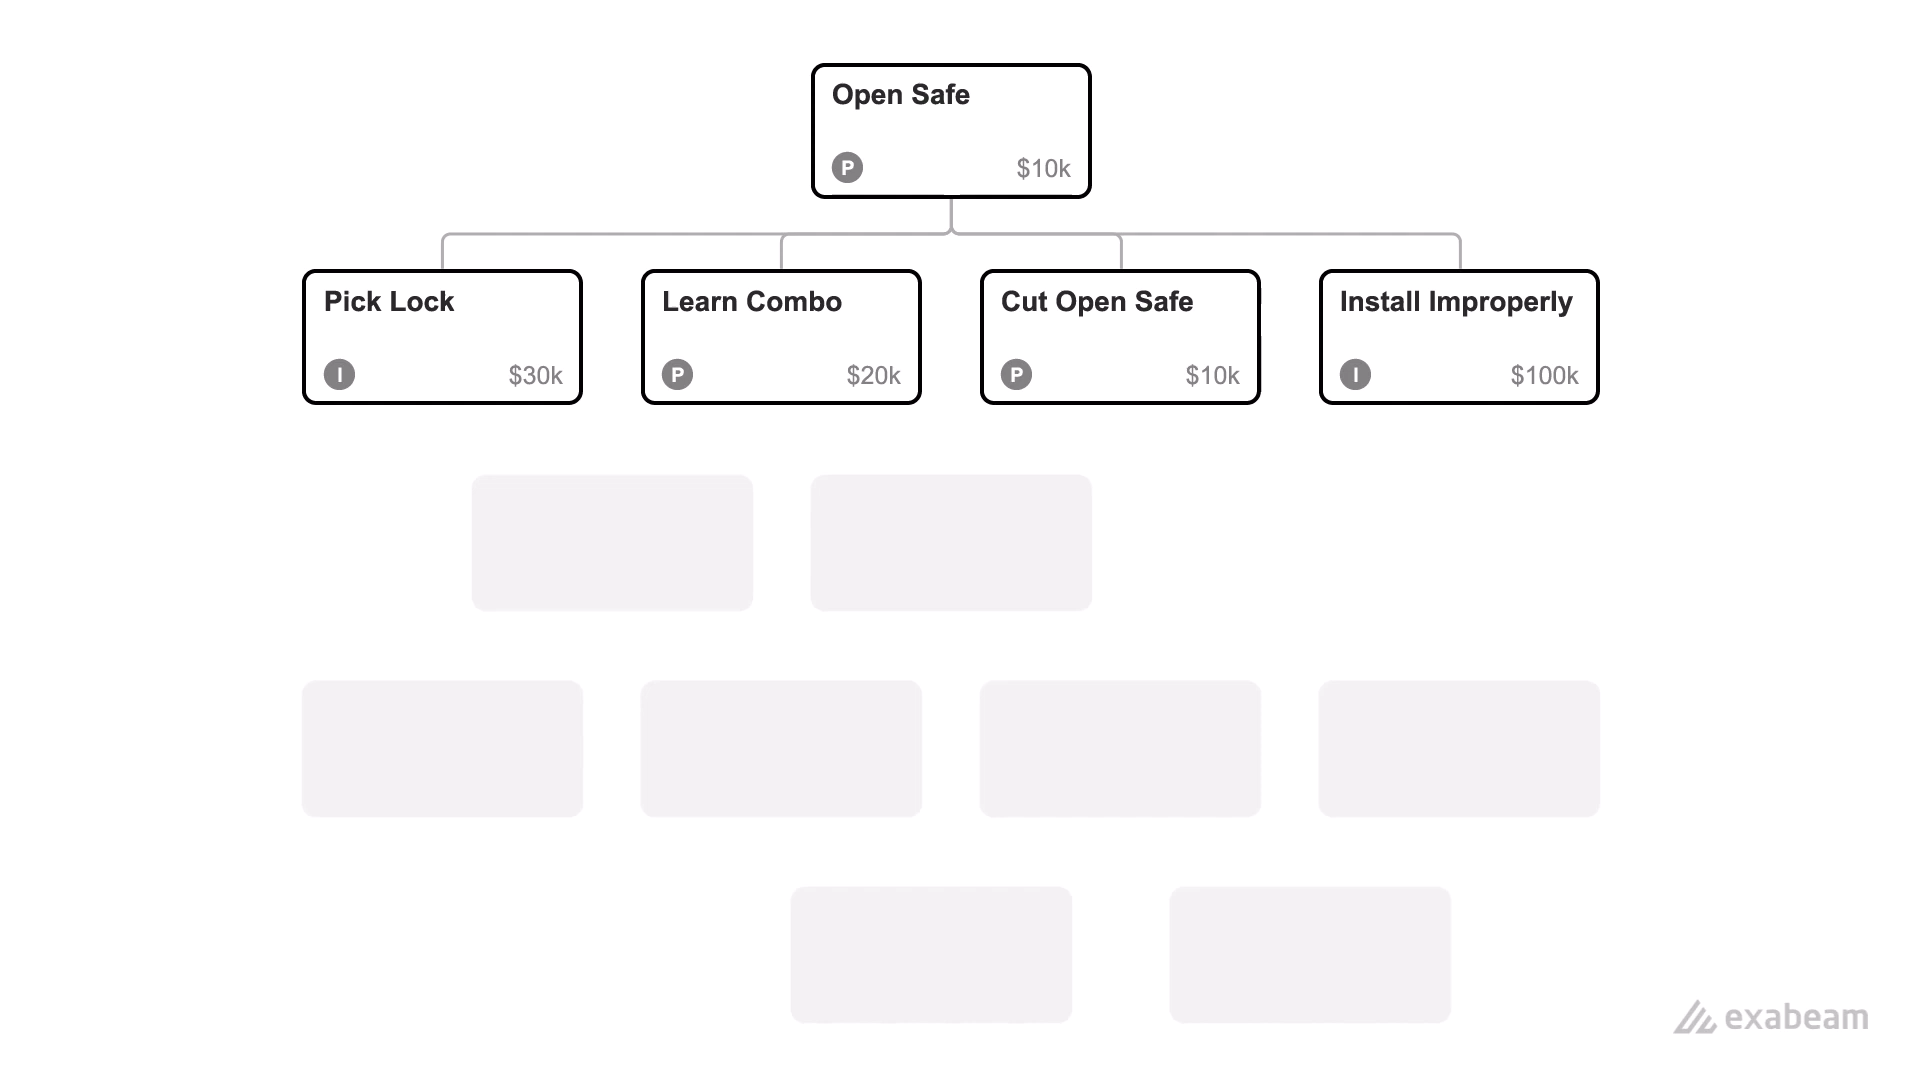 Open Safe
P $10k
Pick Lock
I $30k
Learn Combo
P $20k
Cut Open Safe
P $10k
Install Improperly
I $100k
exabeam